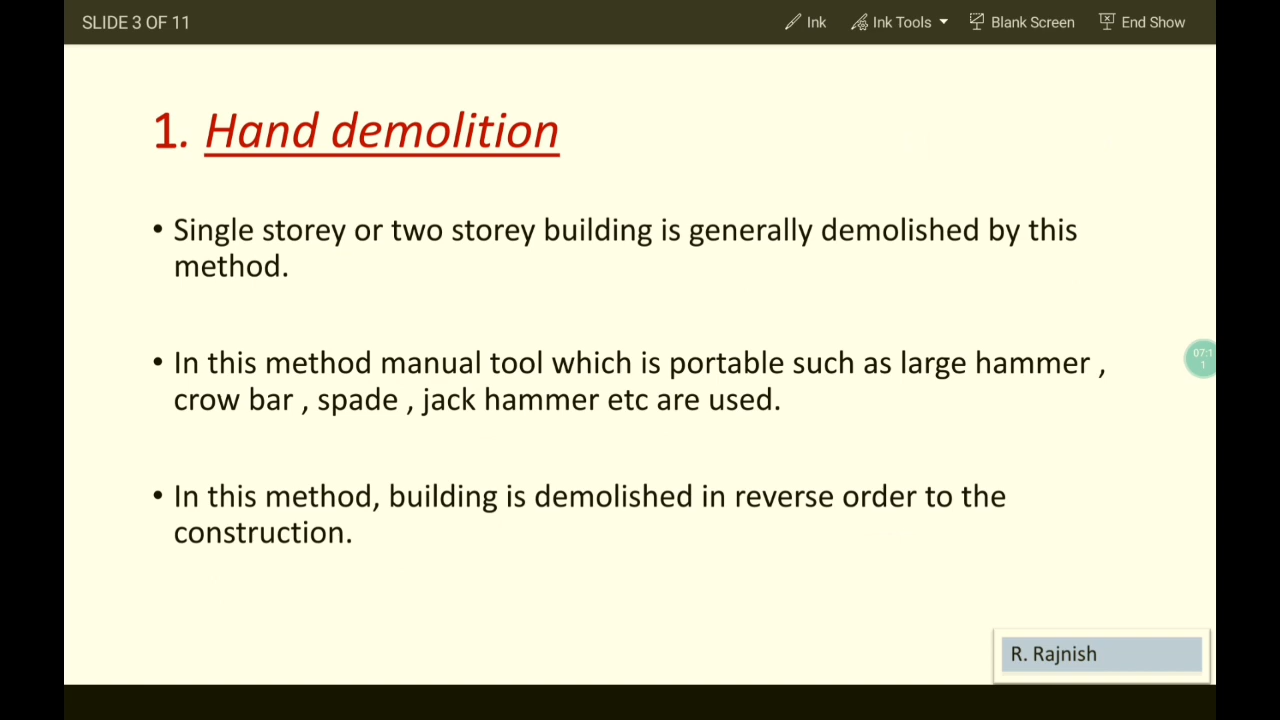 SLIDE 3 OF 11
Ink
Ink Tools
Blank Screen
End Show
1. Hand demolition
• Single storey or two storey building is generally demolished by this
method.
• In this method manual tool which is portable such as large hammer ,
crow bar , spade , jack hammer etc are used.
07:1
1
• In this method, building is demolished in reverse order to the
construction.
R. Rajnish